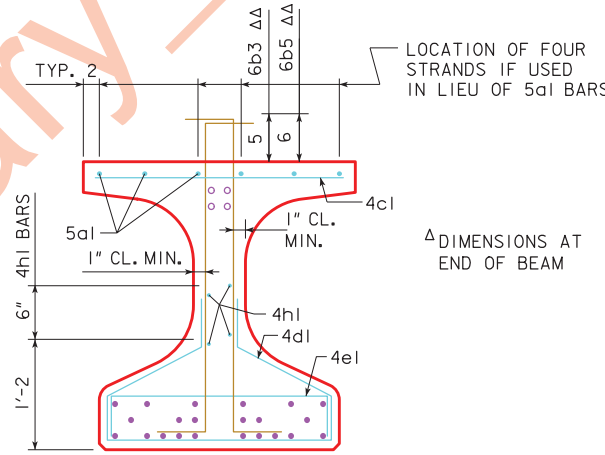 ary_
6b3 ΔΔ
6b5 ΔΔ
LOCATION OF FOUR
STRANDS IF USED
IN LIEU OF 5a1 BARS
TYP. 2
5
6
4c1
5a1
1" CL.
MIN.
1" CL. MIN.
Δ DIMENSIONS AT
END OF BEAM
4h1 BARS
6"
4h1
4d1
4e1
1'-2